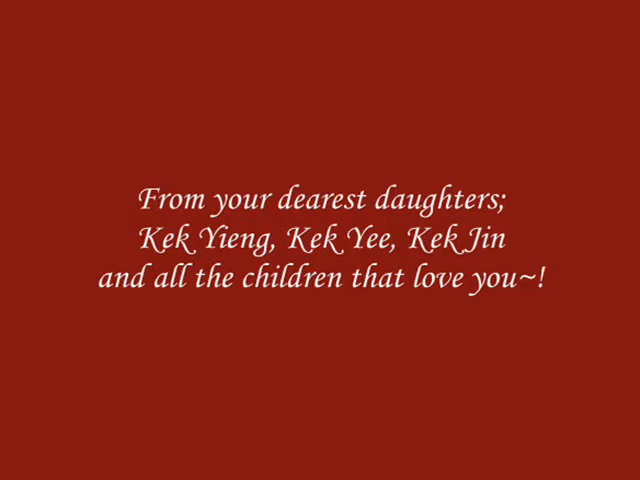 From your dearest daughters;
Kek Yieng, Kek Yee, Kek Jin
and all the children that love you~!